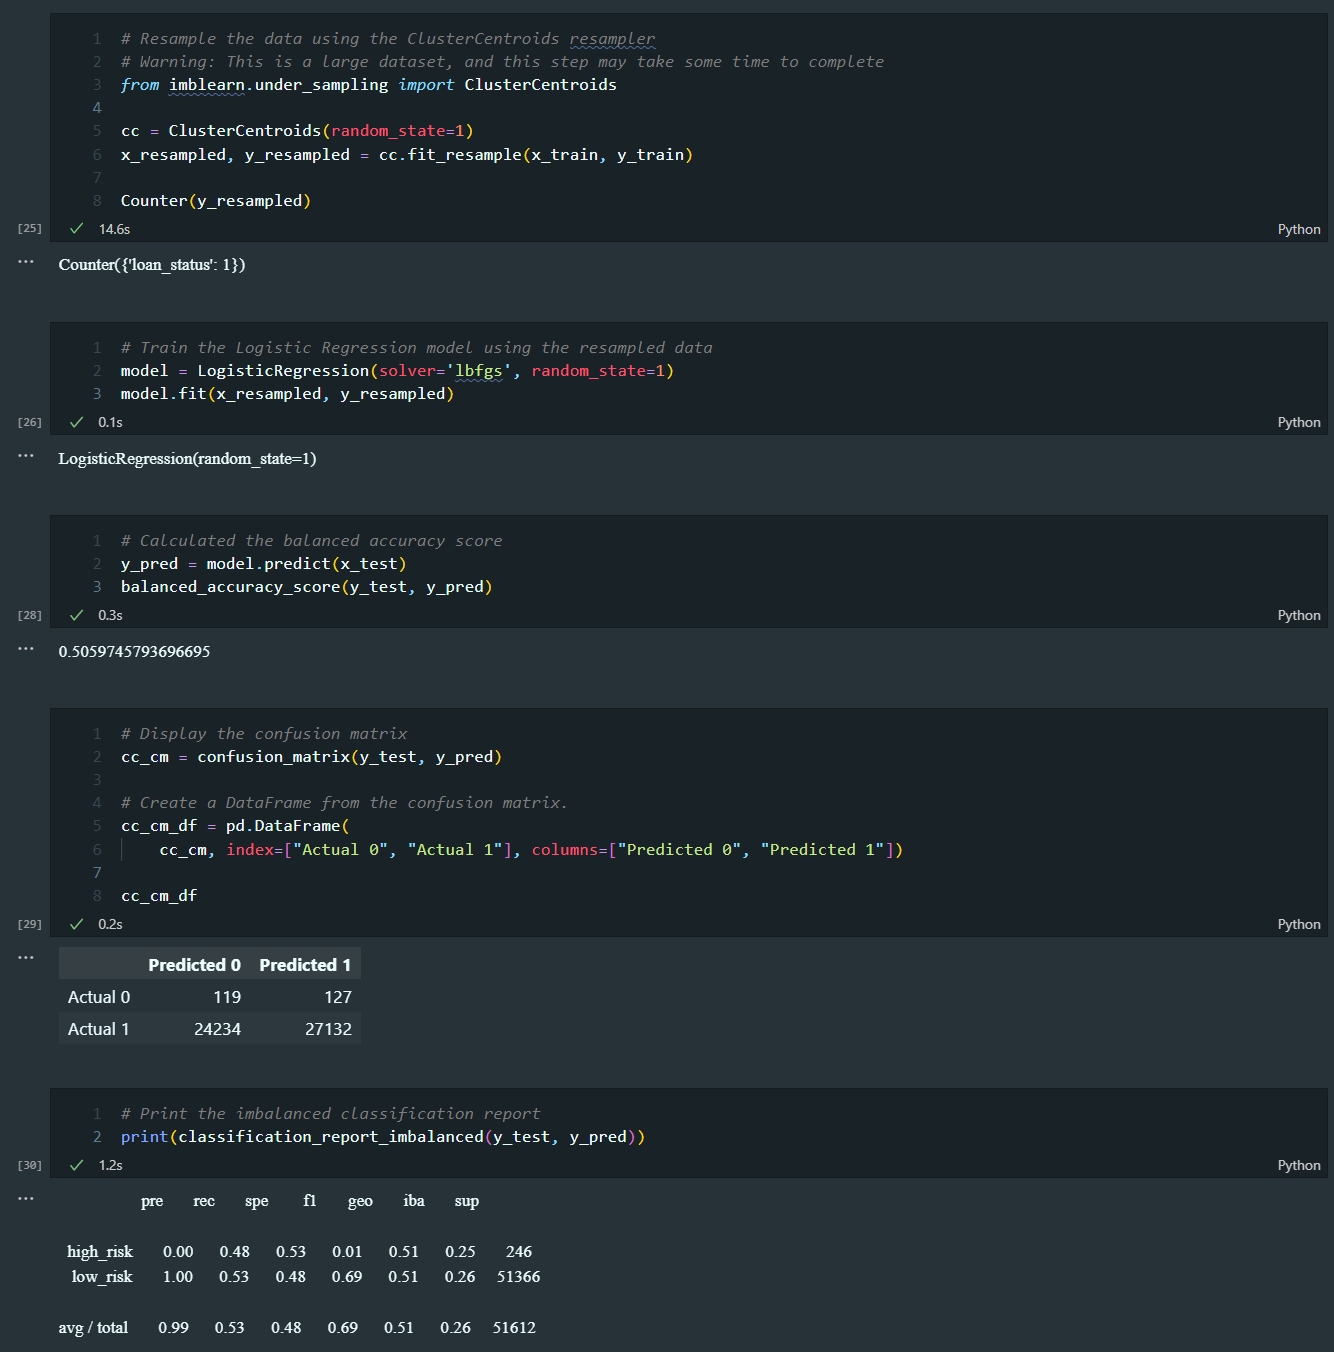 1 # Resample the data using the ClusterCentroids resampler
2 # Warning: This is a large dataset, and this step may take some time to complete
3 from imblearn.under_sampling import ClusterCentroids
4
5 cc = ClusterCentroids(random_state=1)
6 x_resampled, y_resampled = cc.fit_resample(x_train, y_train)
7
8 Counter(y_resampled)
[25] ✓ 14.6s Python
... Counter({'loan_status': 1})
1 # Train the Logistic Regression model using the resampled data
2 model = LogisticRegression(solver='lbfgs', random_state=1)
3 model.fit(x_resampled, y_resampled)
[26] ✓ 0.1s Python
... LogisticRegression(random_state=1)
1 # Calculated the balanced accuracy score
2 y_pred = model.predict(x_test)
3 balanced_accuracy_score(y_test, y_pred)
[28] ✓ 0.3s Python
... 0.5059745793696695
1 # Display the confusion matrix
2 cc_cm = confusion_matrix(y_test, y_pred)
3
4 # Create a DataFrame from the confusion matrix.
5 cc_cm_df = pd.DataFrame(
6 cc_cm, index=["Actual 0", "Actual 1"], columns=["Predicted 0", "Predicted 1"])
7
8 cc_cm_df
[29] ✓ 0.2s Python
... Predicted 0 Predicted 1
Actual 0 119 127
Actual 1 24234 27132
1 # Print the imbalanced classification report
2 print(classification_report_imbalanced(y_test, y_pred))
[30] ✓ 1.2s Python
... pre rec spe f1 geo iba sup
high_risk 0.00 0.48 0.53 0.01 0.51 0.25 246
low_risk 1.00 0.53 0.48 0.69 0.51 0.26 51366
avg / total 0.99 0.53 0.48 0.69 0.51 0.26 51612